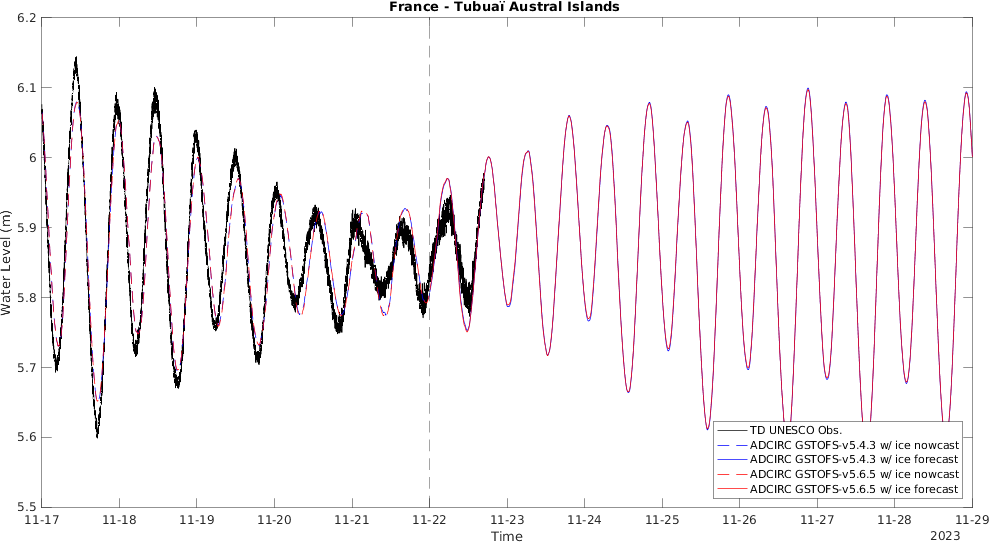 France - Tubuaï Austral Islands
6.2
6.1
6
5.9
5.8
5.7
5.6
5.5
Water Level (m)
TD UNESCO Obs.
ADCIRC GSTOFS-v5.4.3 w/ ice nowcast
ADCIRC GSTOFS-v5.4.3 w/ ice forecast
ADCIRC GSTOFS-v5.6.5 w/ ice nowcast
ADCIRC GSTOFS-v5.6.5 w/ ice forecast
11-17 11-18 11-19 11-20 11-21 11-22 11-23 11-24 11-25 11-26 11-27 11-28 11-29
Time
2023